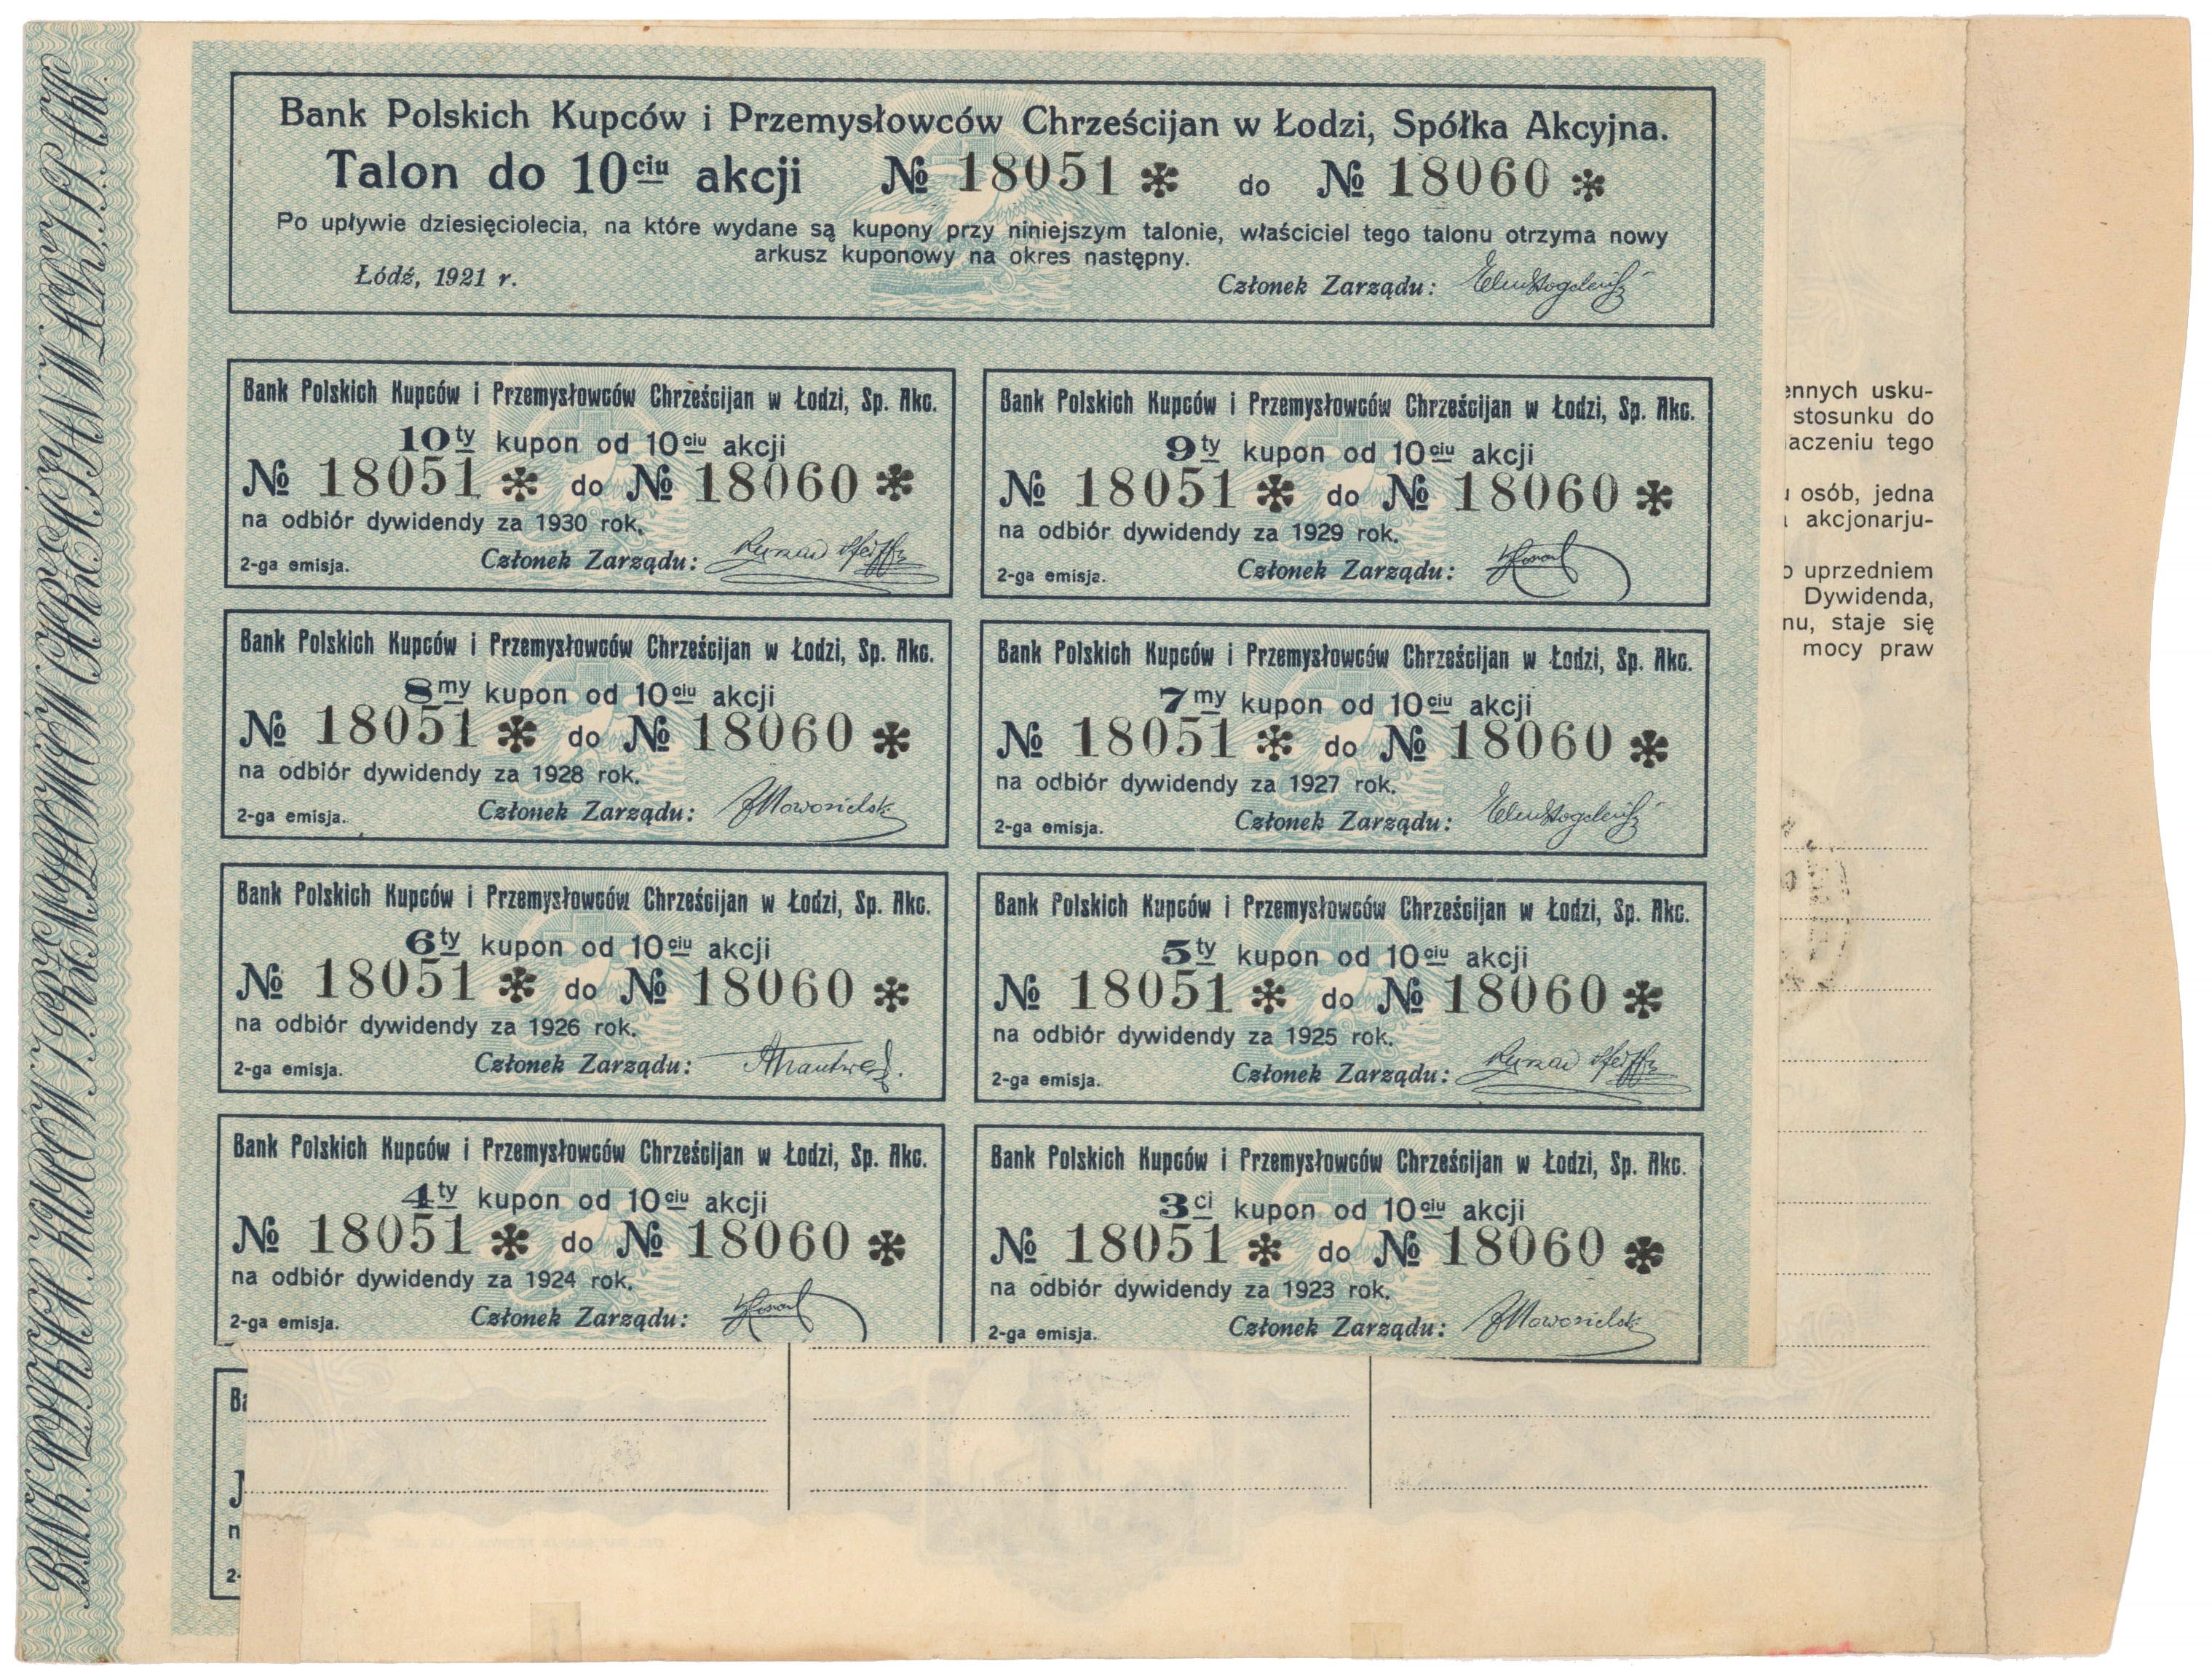 Bank Polskich Kupców i Przemysłowców Chrześcijan w Łodzi, Spółka Akcyjna.
Talon do 10ciu akcji № 18051 * do № 18060 *
Po upływie dziesięciolecia, na które wydane są kupony przy niniejszym talonie, właściciel tego talonu otrzyma nowy
arkusz kuponowy na okres następny.
Łódź, 1921 r.
Członek Zarządu:
Bank Polskich Kupców i Przemysłowców Chrześcijan w Łodzi, Sp. Akc.
10ty kupon od 10ciu akcji
№ 18051 * do № 18060 *
na odbiór dywidendy za 1930 rok.
2-ga emisja. Członek Zarządu:
Bank Polskich Kupców i Przemysłowców Chrześcijan w Łodzi, Sp. Akc.
9ty kupon od 10ciu akcji
№ 18051 * do № 18060 *
na odbiór dywidendy za 1929 rok.
2-ga emisja. Członek Zarządu:
Bank Polskich Kupców i Przemysłowców Chrześcijan w Łodzi, Sp. Akc.
8my kupon od 10ciu akcji
№ 18051 * do № 18060 *
na odbiór dywidendy za 1928 rok.
2-ga emisja. Członek Zarządu:
Bank Polskich Kupców i Przemysłowców Chrześcijan w Łodzi, Sp. Akc.
7my kupon od 10ciu akcji
№ 18051 * do № 18060 *
na odbiór dywidendy za 1927 rok.
2-ga emisja. Członek Zarządu:
Bank Polskich Kupców i Przemysłowców Chrześcijan w Łodzi, Sp. Akc.
6ty kupon od 10ciu akcji
№ 18051 * do № 18060 *
na odbiór dywidendy za 1926 rok.
2-ga emisja. Członek Zarządu:
Bank Polskich Kupców i Przemysłowców Chrześcijan w Łodzi, Sp. Akc.
5ty kupon od 10ciu akcji
№ 18051 * do № 18060 *
na odbiór dywidendy za 1925 rok.
2-ga emisja. Członek Zarządu:
Bank Polskich Kupców i Przemysłowców Chrześcijan w Łodzi, Sp. Akc.
4ty kupon od 10ciu akcji
№ 18051 * do № 18060 *
na odbiór dywidendy za 1924 rok.
2-ga emisja. Członek Zarządu:
Bank Polskich Kupców i Przemysłowców Chrześcijan w Łodzi, Sp. Akc.
3ci kupon od 10ciu akcji
№ 18051 * do № 18060 *
na odbiór dywidendy za 1923 rok.
2-ga emisja. Członek Zarządu:
ennych usku-
stosunku do
aczeniu tego
osób, jedna
akcjonarju-
uprzedniem
Dywidenda,
nu, staje się
mocy praw
Ba
n
2-